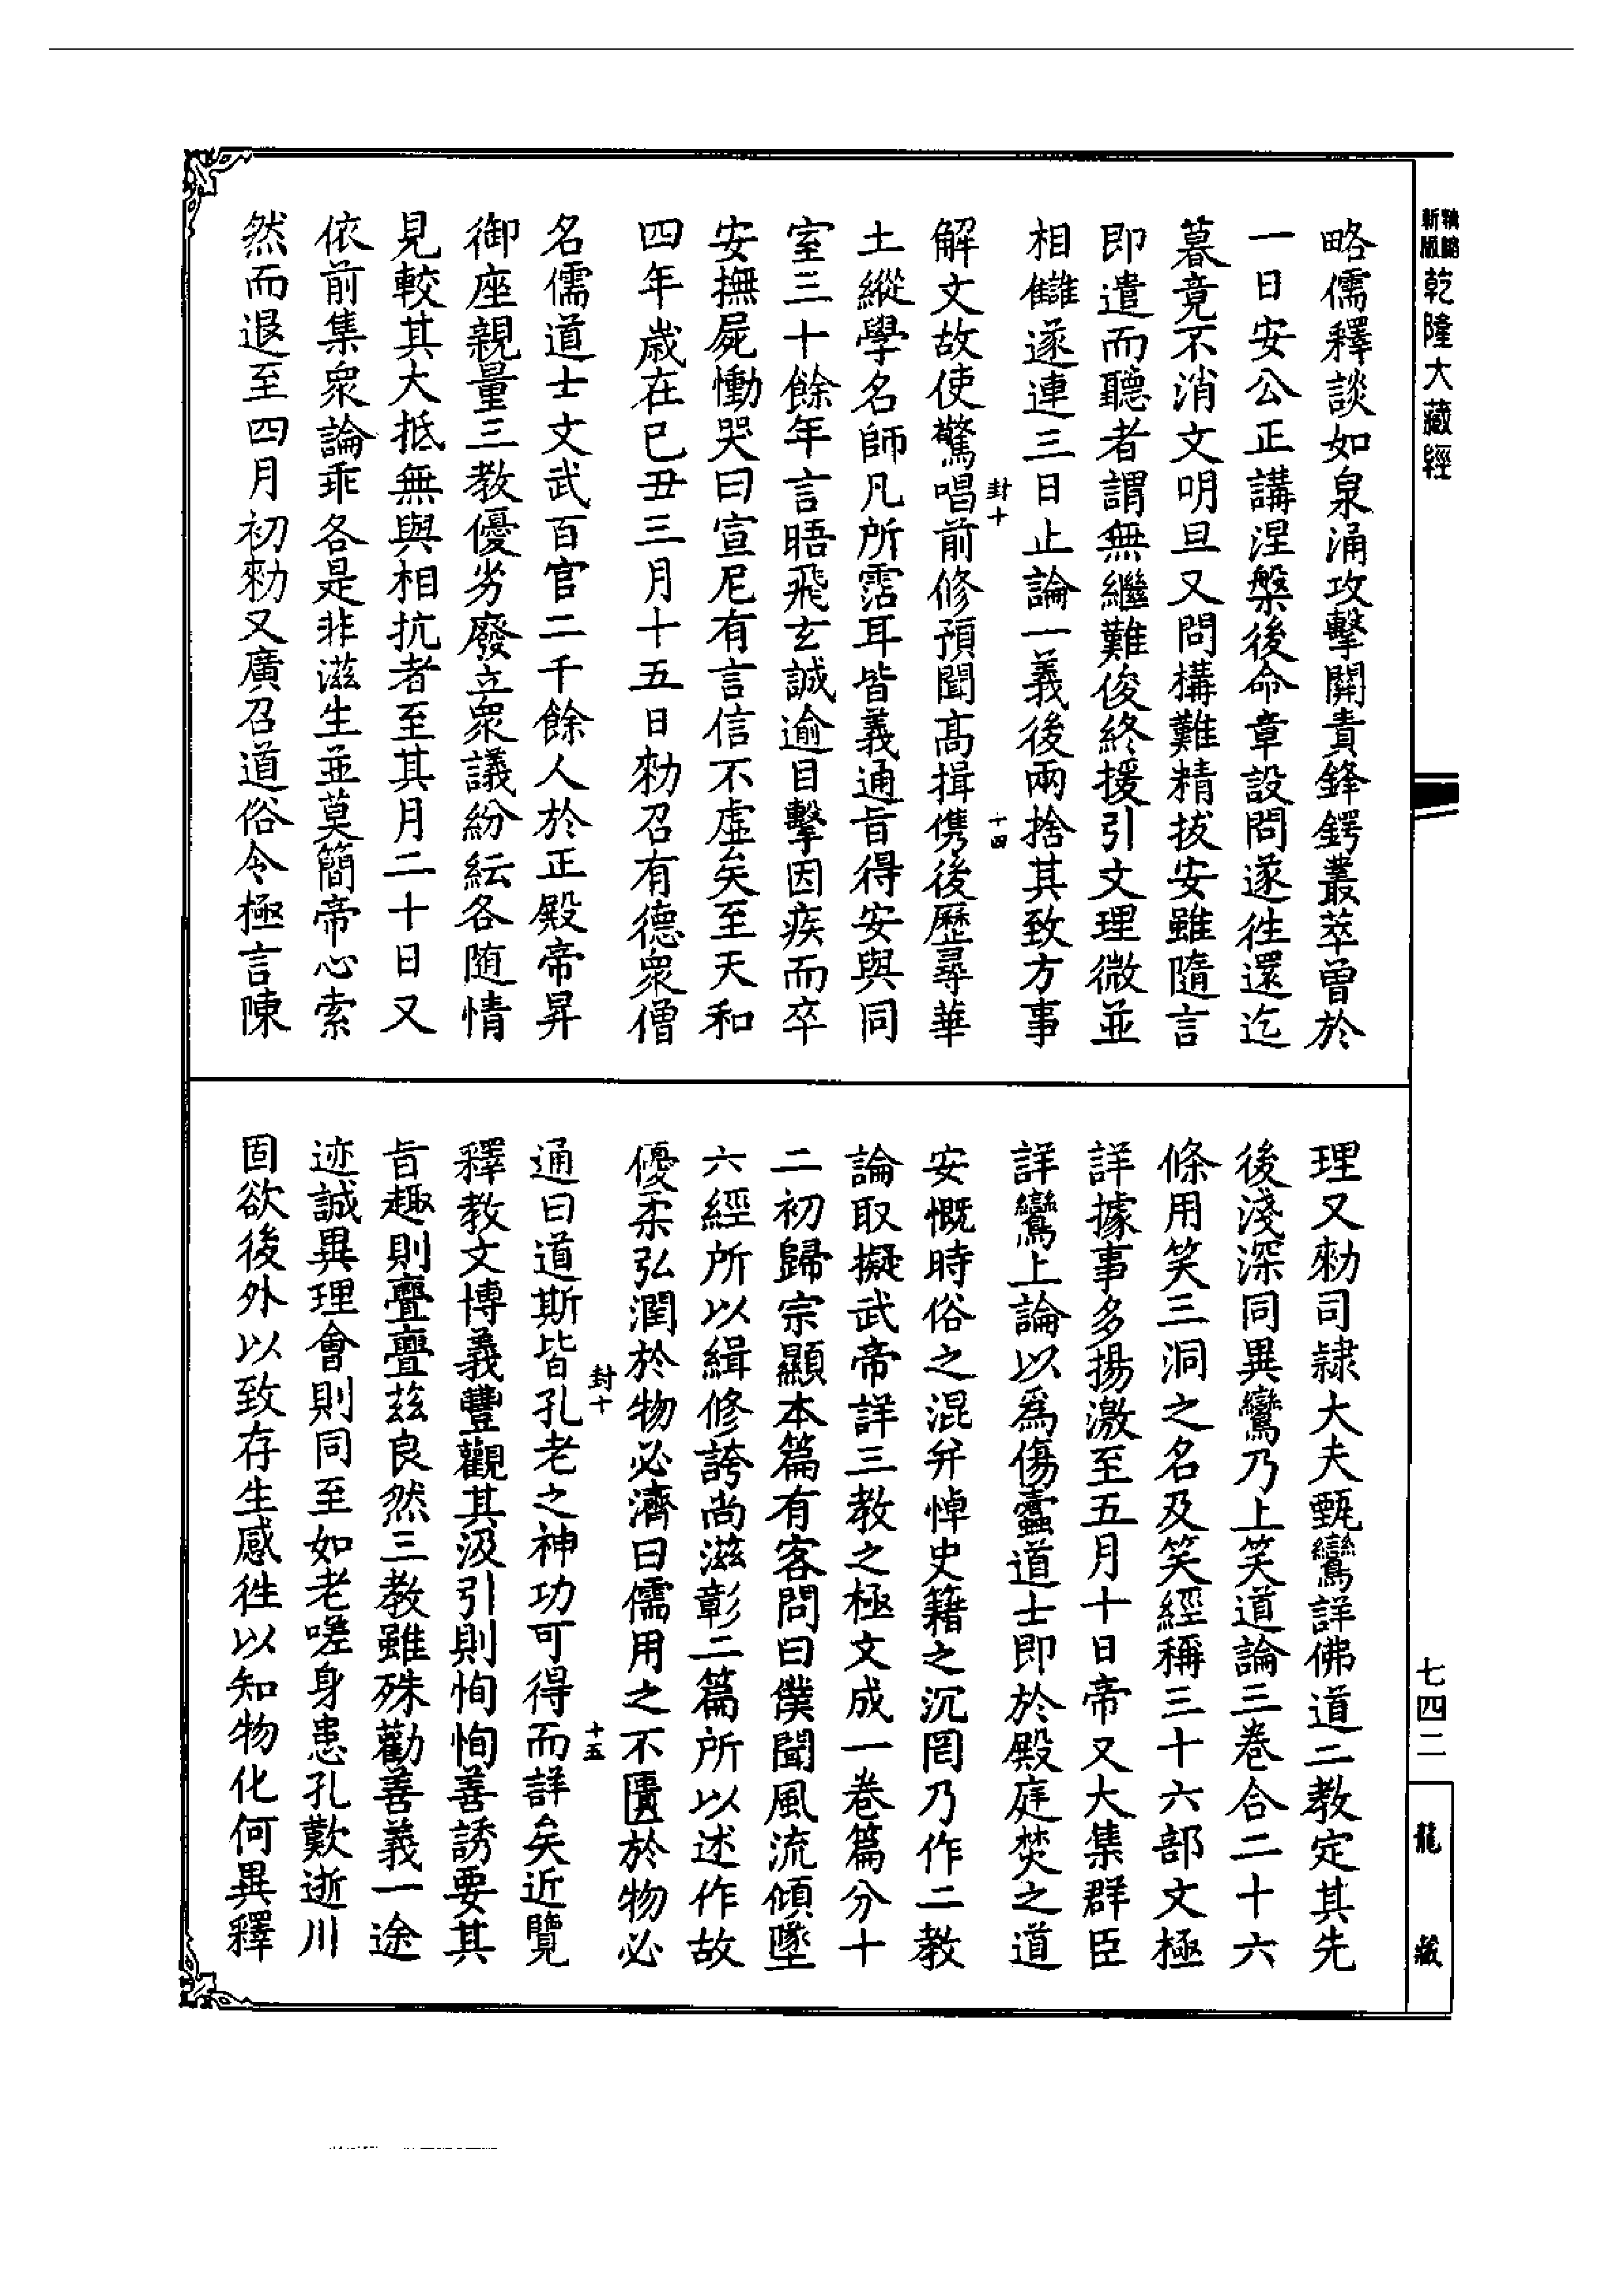 新版
精縮
乾隆大藏經
略儒釋談如泉涌攻擊關責鋒鍔叢萃曾於
一日安公正講涅槃後命章設問遂徃還迄
暮竟不消文明旦又問構難精拔安雖隨言
即遣而聽者謂無繼難俊終援引文理微並
相讎遂連三日止論一義後兩捨其致方事
封十
十四
解文故使驚唱前修預聞高揖儁後歷尋華
土縱學名師凡所霑耳皆義通旨得安與同
室三十餘年言晤飛玄誠逾目擊因疾而卒
安撫屍慟哭曰宣尼有言信不虛矣至天和
四年歲在己丑三月十五日勑召有德衆僧
名儒道士文武百官二千餘人於正殿帝昇
御座親量三教優劣廢立衆議紛紜各隨情
見較其大抵無與相抗者至其月二十日又
依前集衆論乖各是非滋生並莫簡帝心索
然而退至四月初勑又廣召道俗令極言陳
理又勑司隷大夫甄鸞詳佛道二教定其先
後淺深同異鸞乃上笑道論三卷合二十六
條用笑三洞之名及笑經稱三十六部文極
詳據事多揚激至五月十日帝又大集群臣
詳鸞上論以爲傷蠹道士即於殿庭焚之道
安慨時俗之混并悼史籍之沉罔乃作二教
論取擬武帝詳三教之極文成一卷篇分十
二初歸宗顯本篇有客問曰僕聞風流傾墜
六經所以緝修誇尚滋彰二篇所以述作故
優柔弘潤於物必濟曰儒用之不匱於物必
封十
十五
通曰道斯皆孔老之神功可得而詳矣近覽
釋教文博義豐觀其汲引則恂恂善誘要其
旨趣則亹亹茲良然三教雖殊勸善義一途
迹誠異理會則同至如老嗟身患孔歎逝川
固欲後外以致存生感徃以知物化何異釋
七四二
龍藏